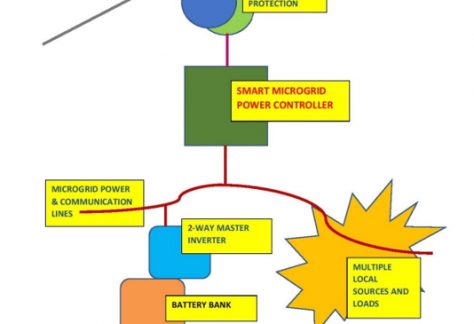 PROTECTION
SMART MICROGRID
POWER CONTROLLER
MICROGRID POWER
& COMMUNICATION
LINES
2-WAY MASTER
INVERTER
MULTIPLE
LOCAL
SOURCES AND
LOADS
BATTERY BANK